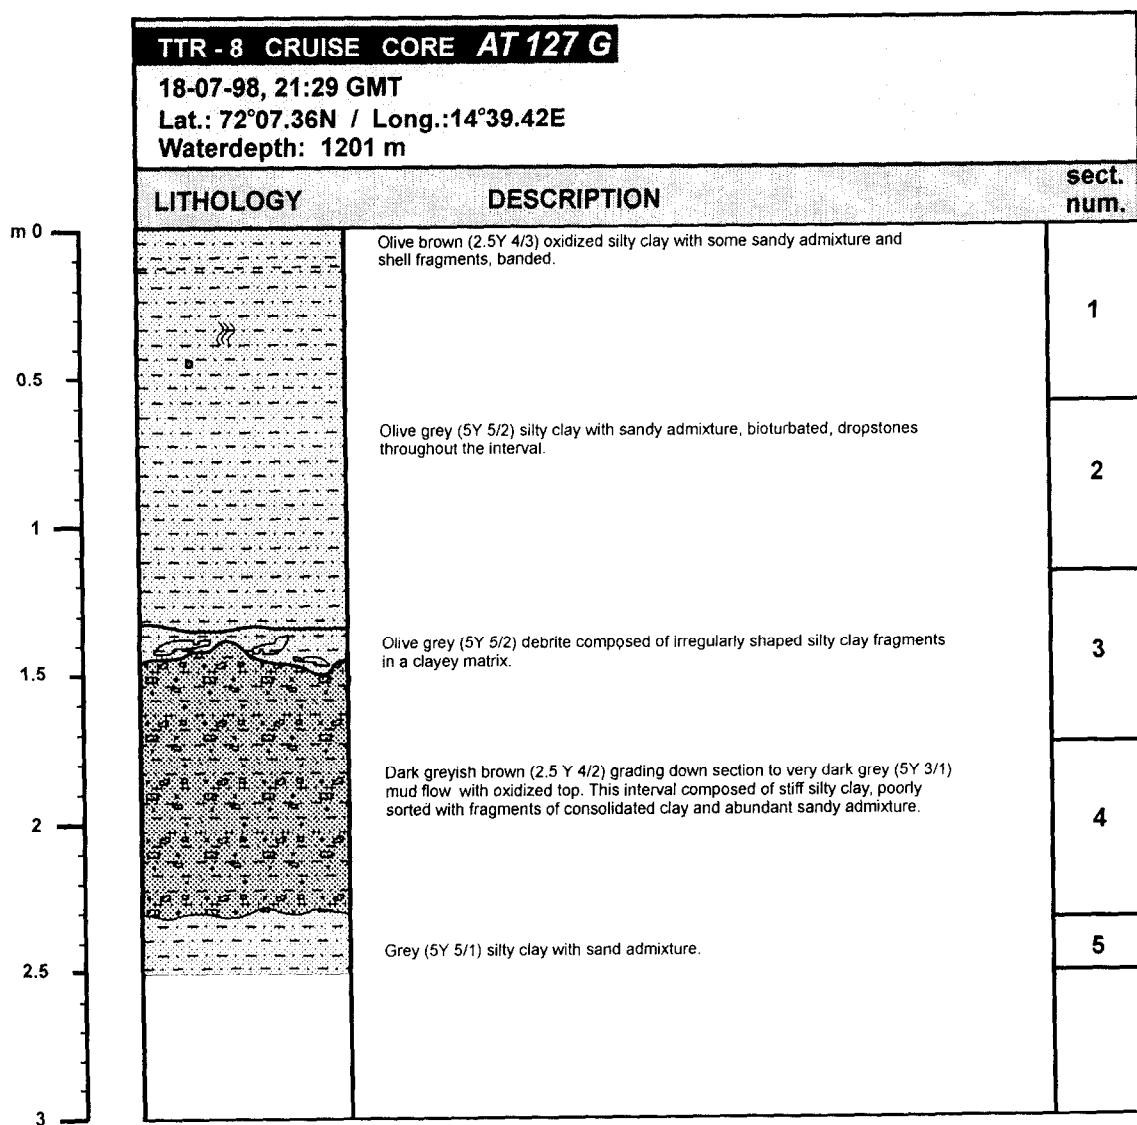 TTR - 8 CRUISE CORE AT 127 G
18-07-98, 21:29 GMT
Lat.: 72°07.36N / Long.:14°39.42E
Waterdepth: 1201 m
LITHOLOGY DESCRIPTION sect. num.
m 0
Olive brown (2.5Y 4/3) oxidized silty clay with some sandy admixture and
shell fragments, banded.
1
0.5
Olive grey (5Y 5/2) silty clay with sandy admixture, bioturbated, dropstones
throughout the interval.
2
1
Olive grey (5Y 5/2) debrite composed of irregularly shaped silty clay fragments
in a clayey matrix.
3
1.5
Dark greyish brown (2.5 Y 4/2) grading down section to very dark grey (5Y 3/1)
mud flow with oxidized top. This interval composed of stiff silty clay, poorly
sorted with fragments of consolidated clay and abundant sandy admixture.
4
2
Grey (5Y 5/1) silty clay with sand admixture.
5
2.5
3